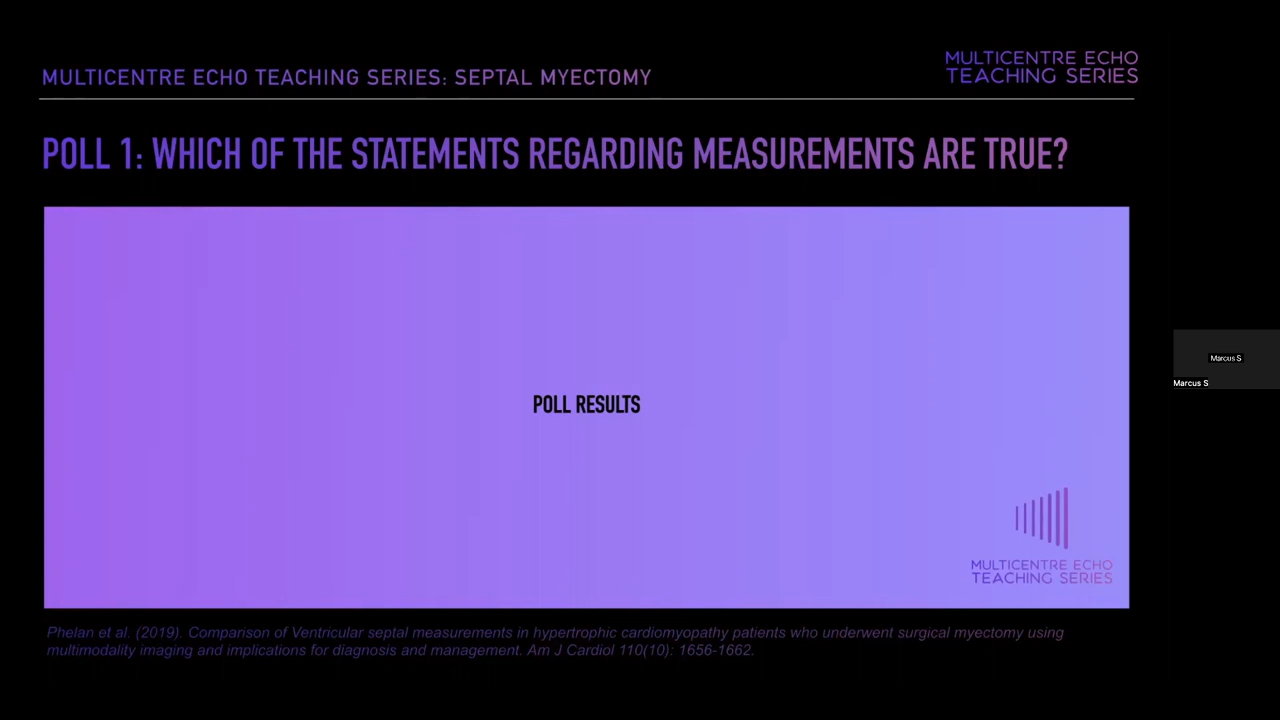 MULTICENTRE ECHO TEACHING SERIES: SEPTAL MYECTOMY
MULTICENTRE ECHO
TEACHING SERIES
POLL 1: WHICH OF THE STATEMENTS REGARDING MEASUREMENTS ARE TRUE?
POLL RESULTS
Marcus S
Marcus S
MULTICENTRE ECHO
TEACHING SERIES
Phelan et al. (2019). Comparison of Ventricular septal measurements in hypertrophic cardiomyopathy patients who underwent surgical myectomy using
multimodality imaging and implications for diagnosis and management. Am J Cardiol 110(10): 1656-1662.